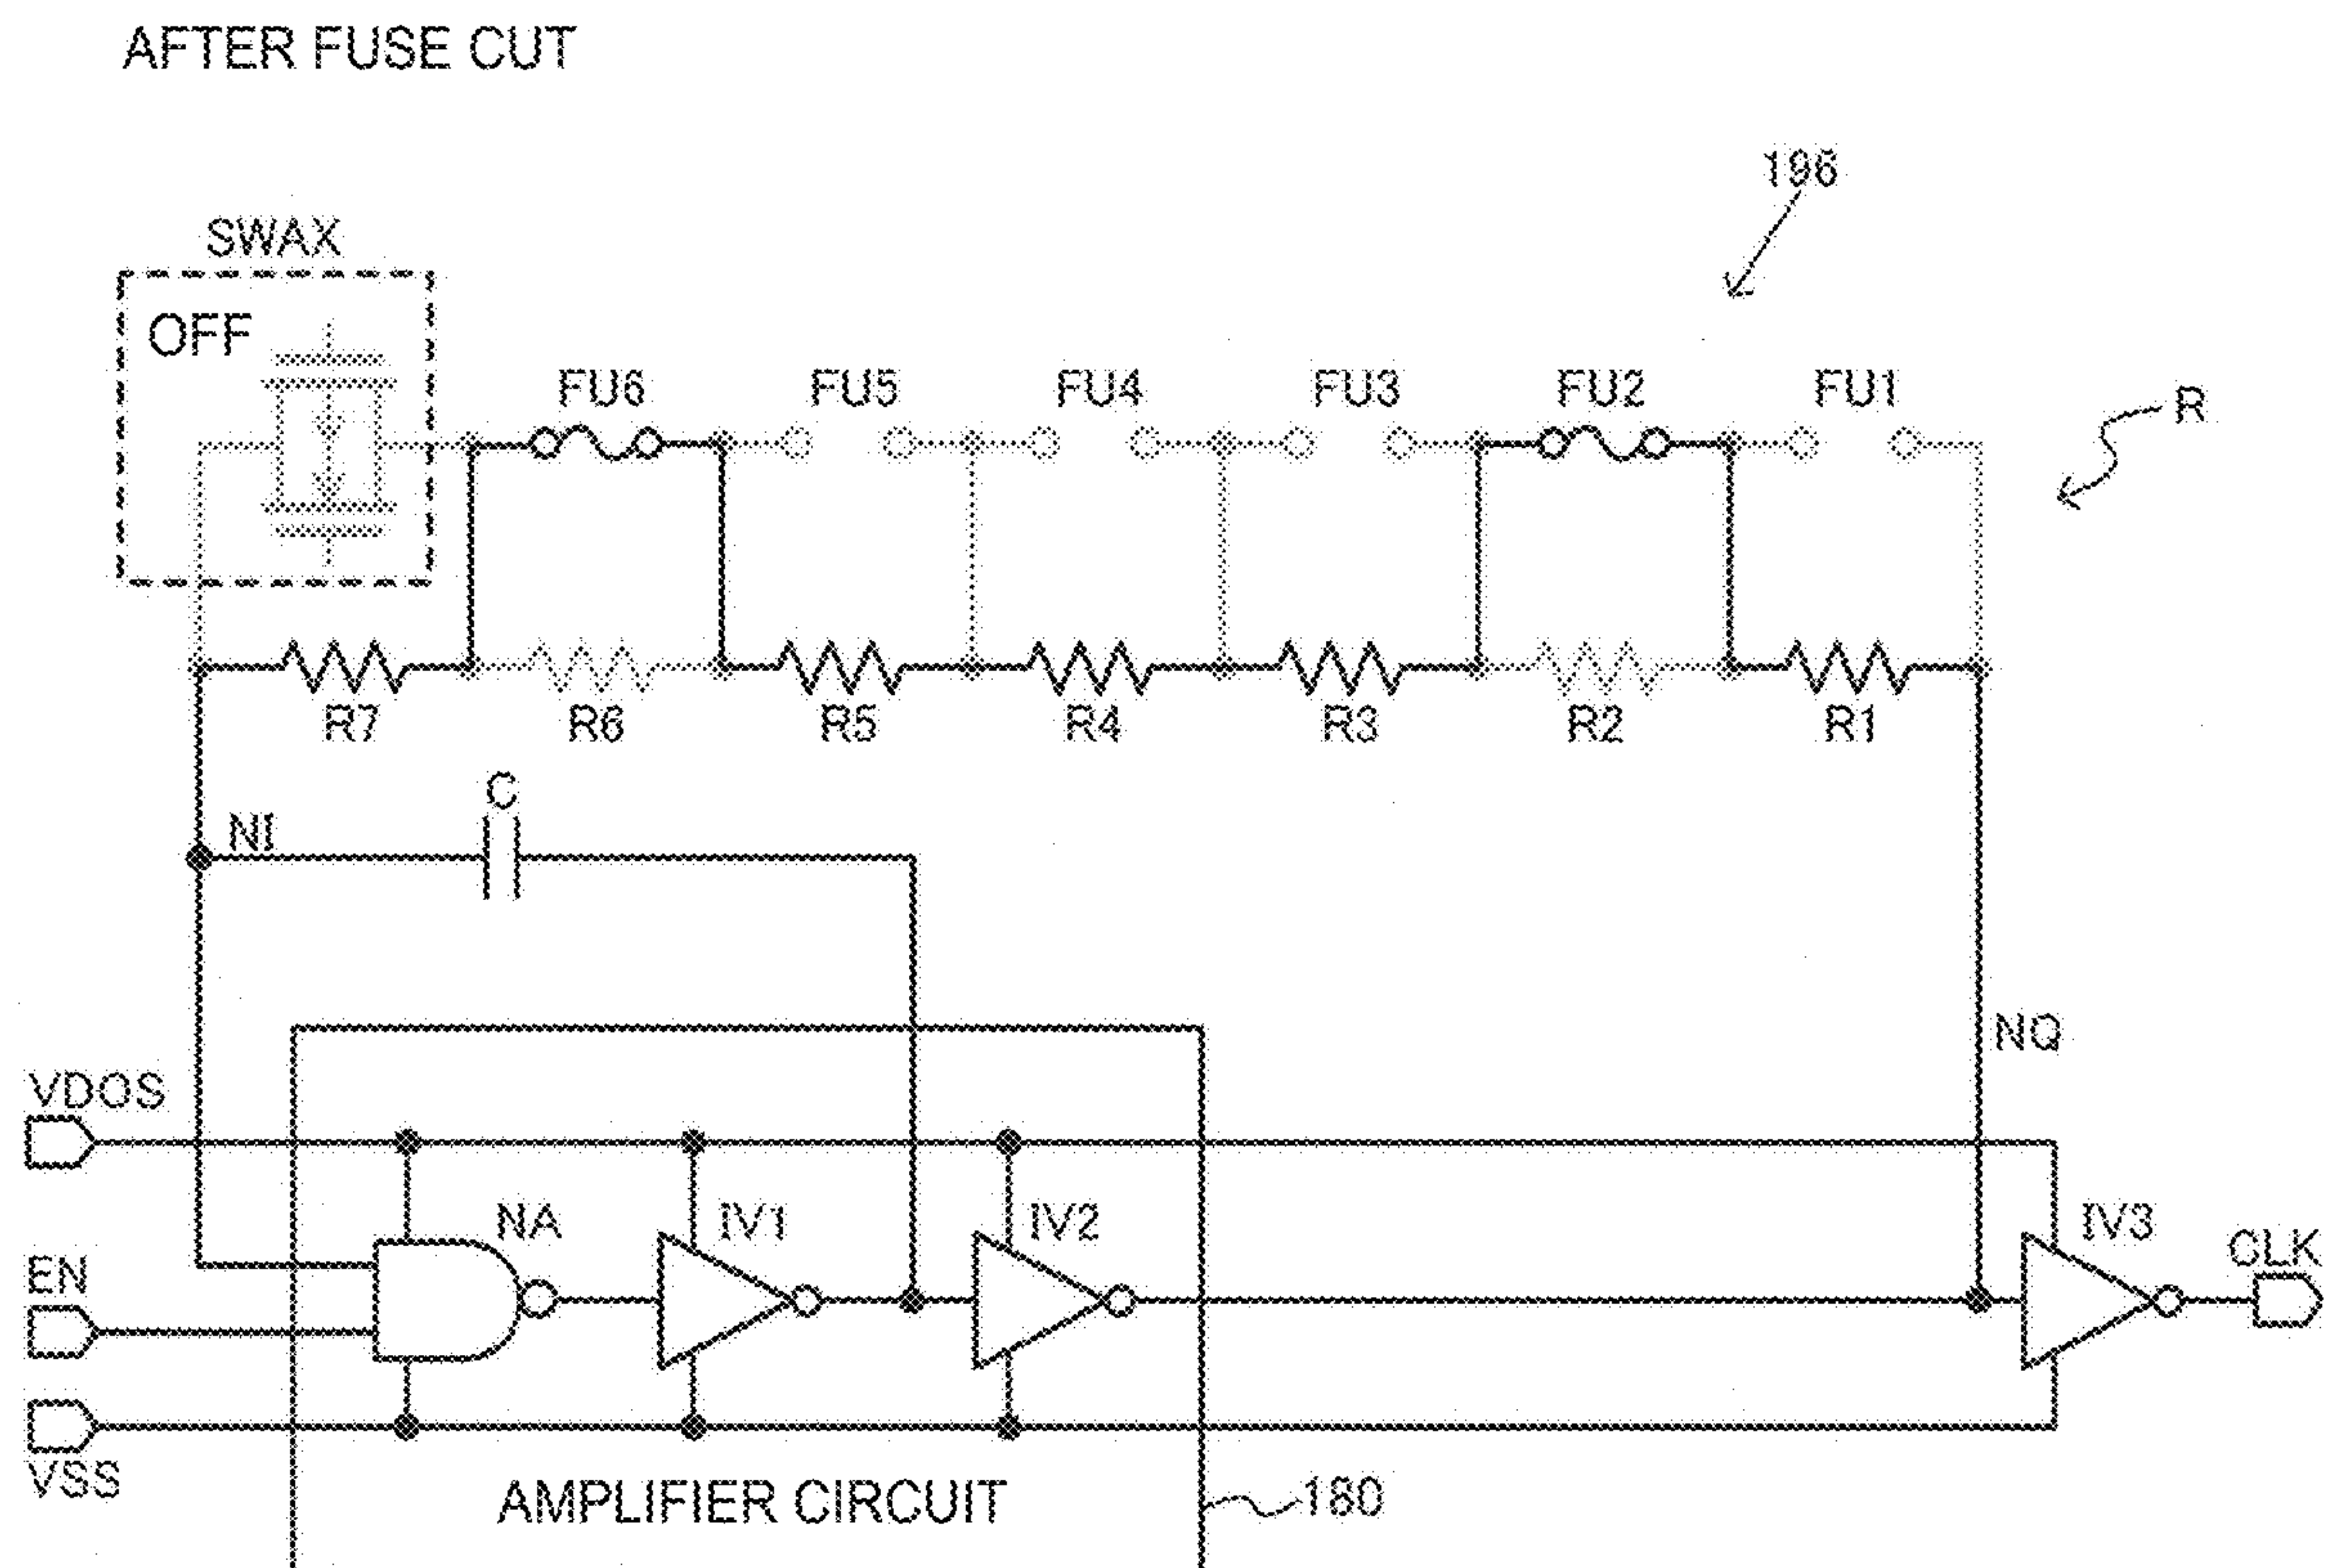 AFTER FUSE CUT
196
SWAX
OFF
FU6 FU5 FU4 FU3 FU2 FU1
R
R7 R6 R5 R4 R3 R2 R1
C
NI
NQ
VDOS
NA IV1 IV2 IV3
EN
CLK
VSS
AMPLIFIER CIRCUIT
180